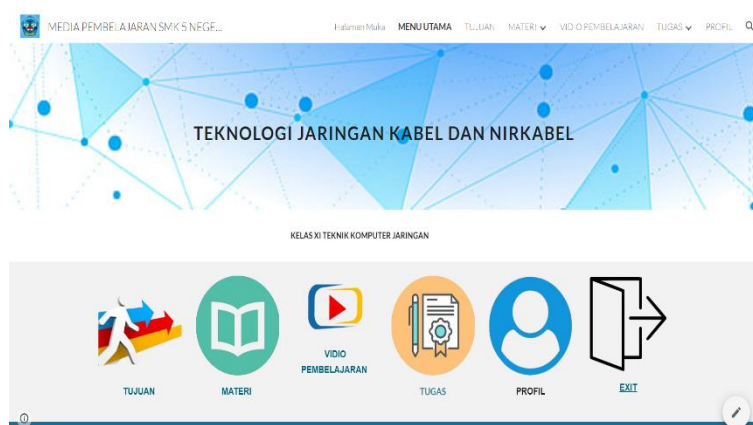 MEDIA PEMBELAJARAN SMK 5 NEGE...
Halaman Muka MENU UTAMA TUJUAN MATERI VIDIO PEMBELAJARAN TUGAS PROFIL
TEKNOLOGI JARINGAN KABEL DAN NIRKABEL
KELAS XI TEKNIK KOMPUTER JARINGAN
TUJUAN
MATERI
VIDIO
PEMBELAJARAN
TUGAS
PROFIL
EXIT